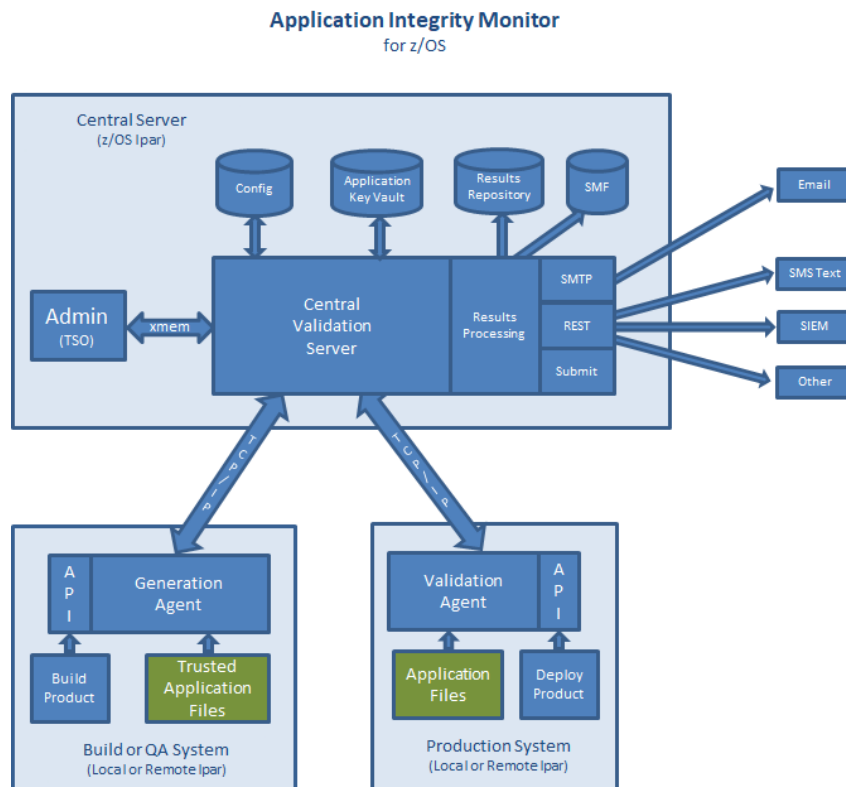 Application Integrity Monitor
for z/OS
Central Server
(z/OS lpar)
Config
Application
Key Vault
Results
Repository
SMF
Email
SMS Text
SIEM
Other
Admin
(TSO)
xmem
Central
Validation
Server
Results
Processing
SMTP
REST
Submit
TCP/IP
TCP/IP
API
Generation
Agent
Build
Product
Trusted
Application
Files
Build or QA System
(Local or Remote lpar)
Validation
Agent
API
Application
Files
Deploy
Product
Production System
(Local or Remote lpar)